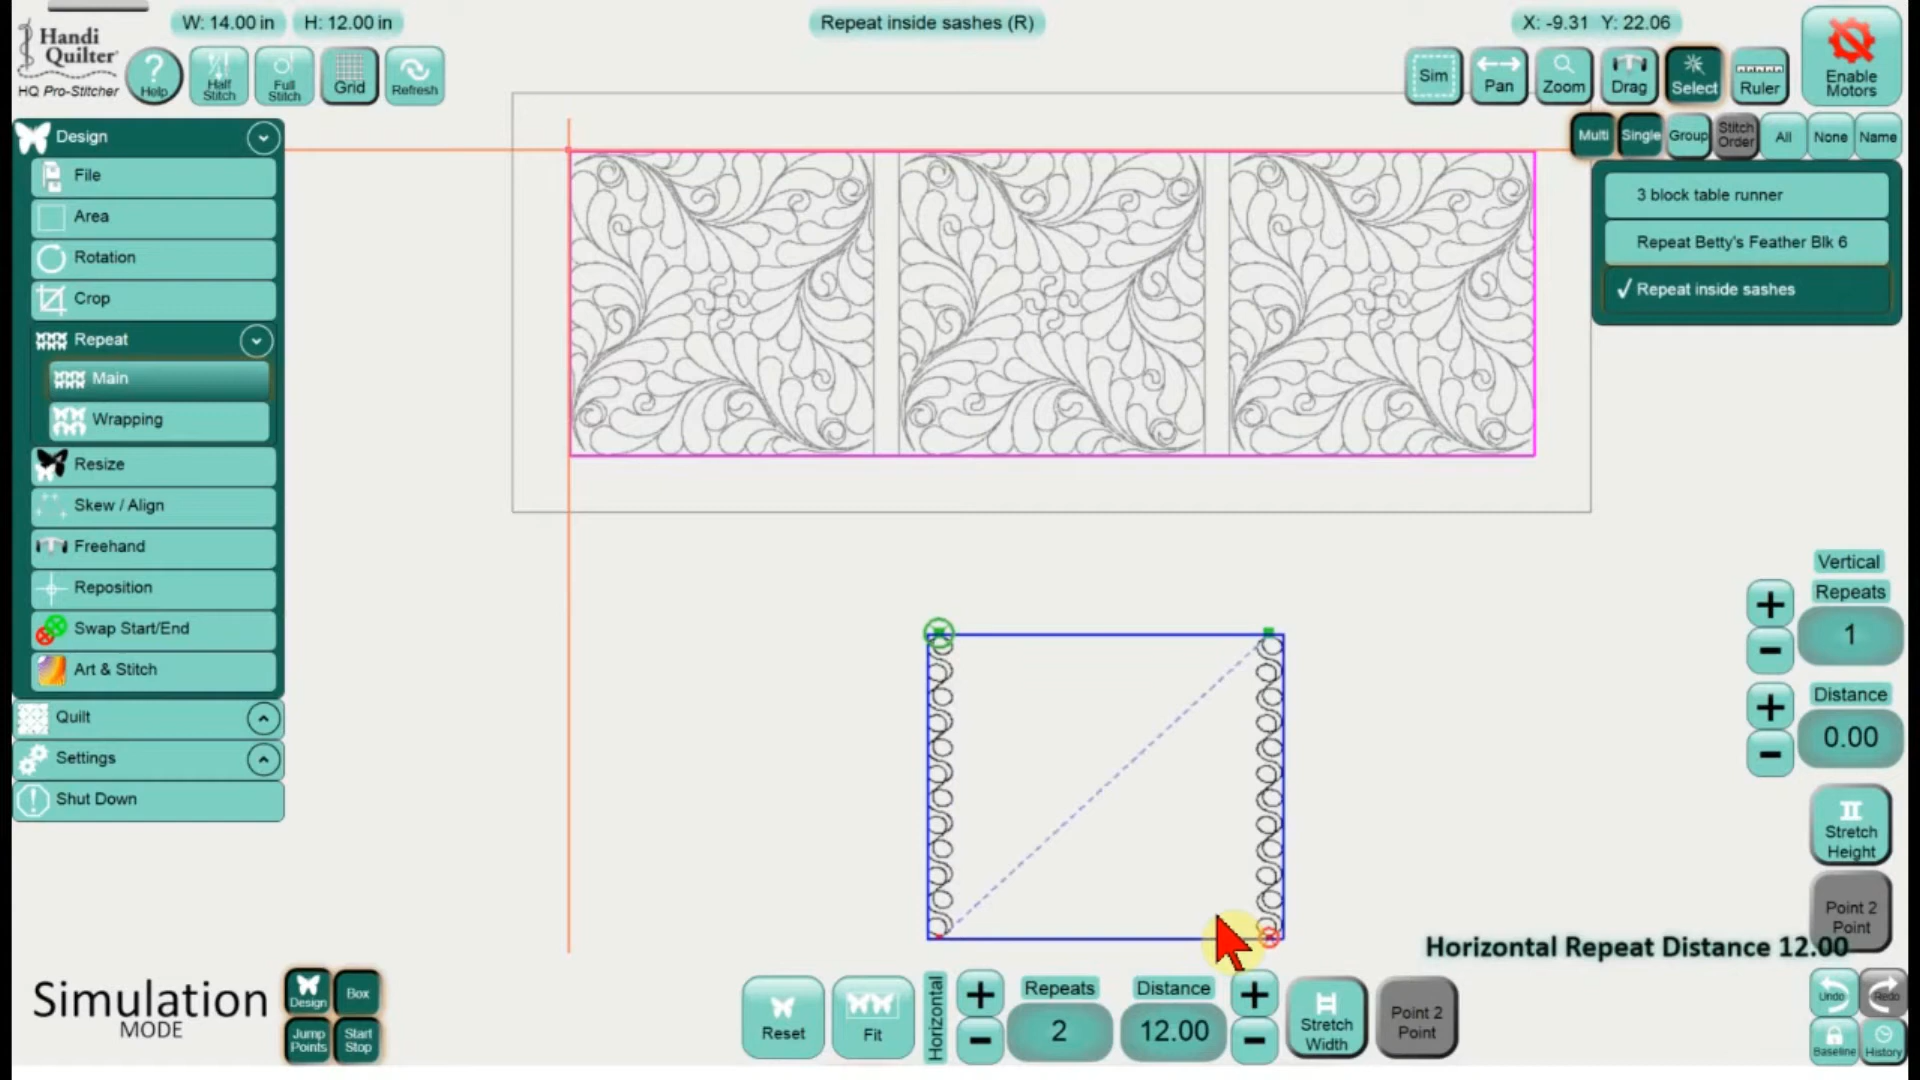 W: 14.00 in
H: 12.00 in
Repeat inside sashes (R)
X: -9.31 Y: 22.06
Handi
Quilter
HQ Pro-Stitcher
Help
Half
Stitch
Full
Stitch
Grid
Refresh
Sim
Pan
Zoom
Drag
Select
Ruler
Enable
Motors
Multi
Single
Group
Stitch
Order
All
None
Name
Design
File
Area
Rotation
Crop
Repeat
Main
Wrapping
Resize
Skew / Align
Freehand
Reposition
Swap Start/End
Art & Stitch
Quilt
Settings
Shut Down
3 block table runner
Repeat Betty's Feather Blk 6
Repeat inside sashes
Vertical
Repeats
1
Distance
0.00
Stretch
Height
Point 2
Point
Horizontal Repeat Distance 12.00
Simulation
MODE
Design
Box
Jump
Points
Start
Stop
Reset
Fit
Horizontal
Repeats
2
Distance
12.00
Stretch
Width
Point 2
Point
Undo
Redo
Baseline
History